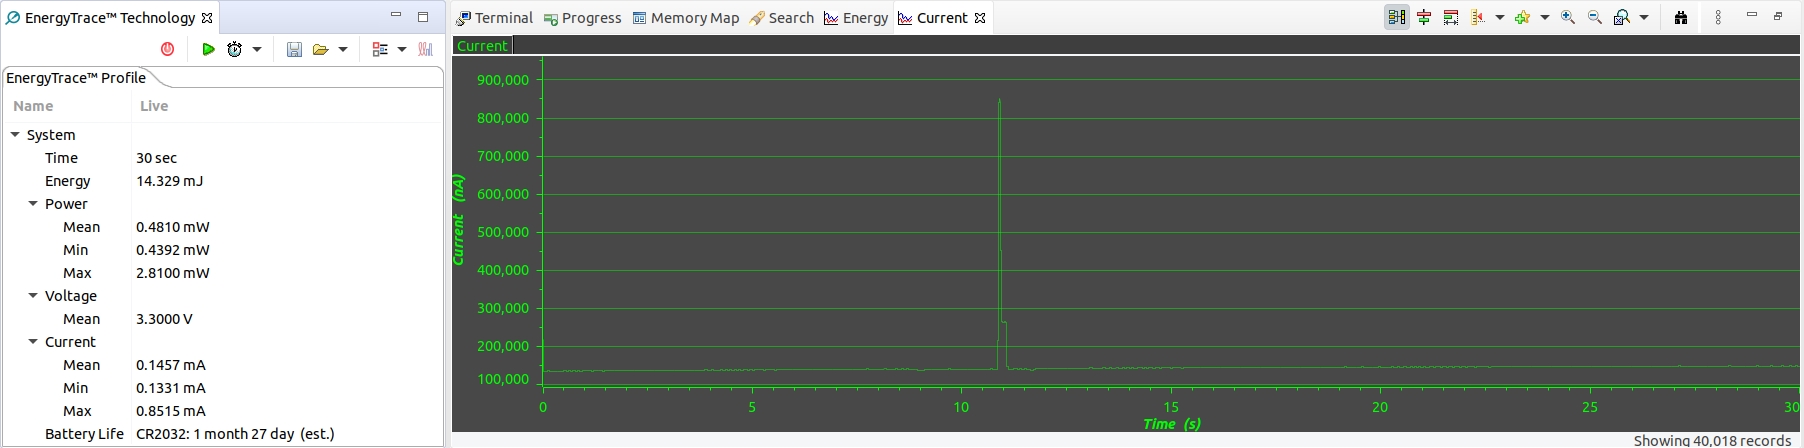 EnergyTrace™ Technology
EnergyTrace™ Profile
Name Live
System
Time 30 sec
Energy 14.329 mJ
Power
Mean 0.4810 mW
Min 0.4392 mW
Max 2.8100 mW
Voltage
Mean 3.3000 V
Current
Mean 0.1457 mA
Min 0.1331 mA
Max 0.8515 mA
Battery Life CR2032: 1 month 27 day (est.)
Terminal Progress Memory Map Search Energy Current
Current
900,000
800,000
700,000
600,000
500,000
400,000
300,000
200,000
100,000
Current (nA)
0 5 10 15 20 25 30
Time (s)
Showing 40,018 records